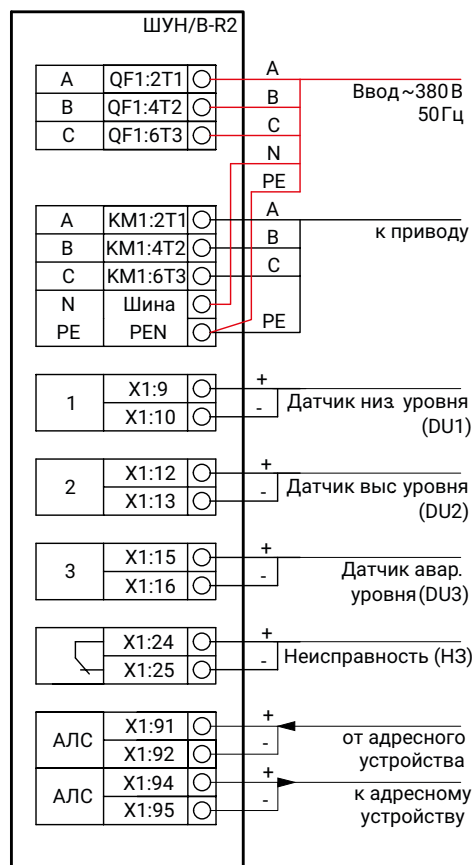 ШУН/В-R2
A QF1:2T1 A
B QF1:4T2 B
C QF1:6T3 C
N
PE
Ввод ~380 В
50 Гц
A KM1:2T1 A
B KM1:4T2 B
C KM1:6T3 C
N Шина
PE PEN PE
к приводу
1 X1:9 +
X1:10 -
Датчик низ. уровня
(DU1)
2 X1:12 +
X1:13 -
Датчик выс уровня
(DU2)
3 X1:15 +
X1:16 -
Датчик авар.
уровня (DU3)
X1:24 +
X1:25 -
Неисправность (НЗ)
АЛС X1:91 +
X1:92 -
от адресного
устройства
АЛС X1:94 +
X1:95 -
к адресному
устройству